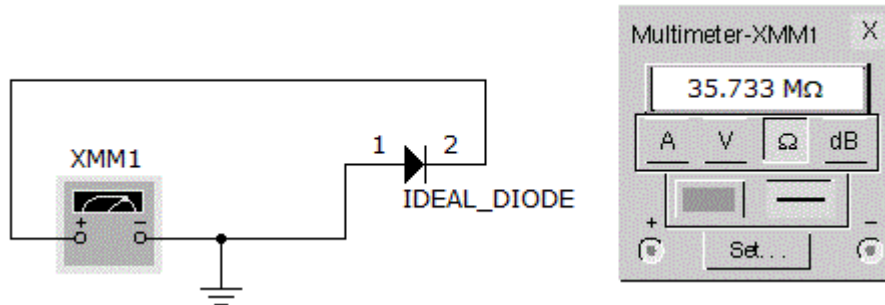 XMM1
+ −
1 2
IDEAL_DIODE
Multimeter-XMM1 X
35.733 MΩ
A V Ω dB
+ −
Set...